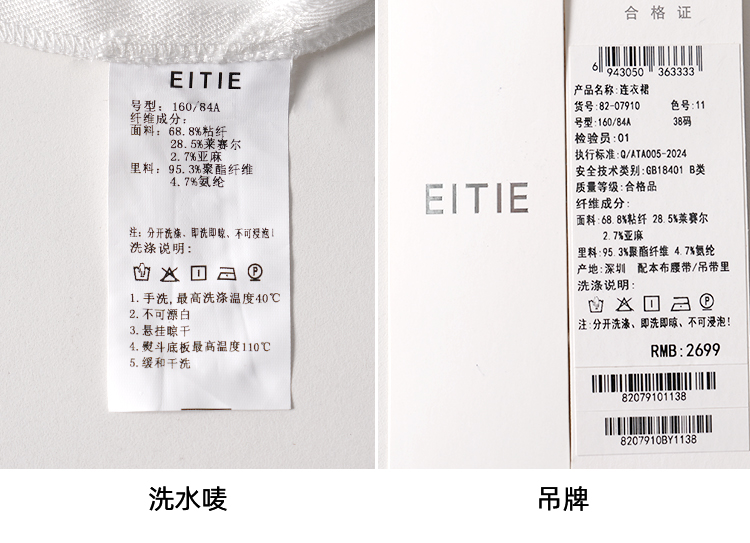 EITIE
号型: 160/84A
纤维成分:
面料: 68.8%粘纤
28.5%莱赛尔
2.7%亚麻
里料: 95.3%聚酯纤维
4.7%氨纶
注: 分开洗涤、即洗即晾、不可浸泡!
洗涤说明:
1.手洗,最高洗涤温度40℃
2.不可漂白
3.悬挂晾干
4.熨斗底板最高温度110℃
5.缓和干洗
洗水唛
EITIE
合格证
6 943050 363333
产品名称:连衣裙
货号:82-07910 色号:11
号型:160/84A 38码
检验员:01
执行标准:Q/ATA005-2024
安全技术类别:GB18401 B类
质量等级:合格品
纤维成分:
面料:68.8%粘纤 28.5%莱赛尔
2.7%亚麻
里料:95.3%聚酯纤维 4.7%氨纶
产地:深圳 配本布腰带/吊带里
洗涤说明:
注:分开洗涤、即洗即晾、不可浸泡!
RMB:2699
82079101138
8207910BY1138
吊牌